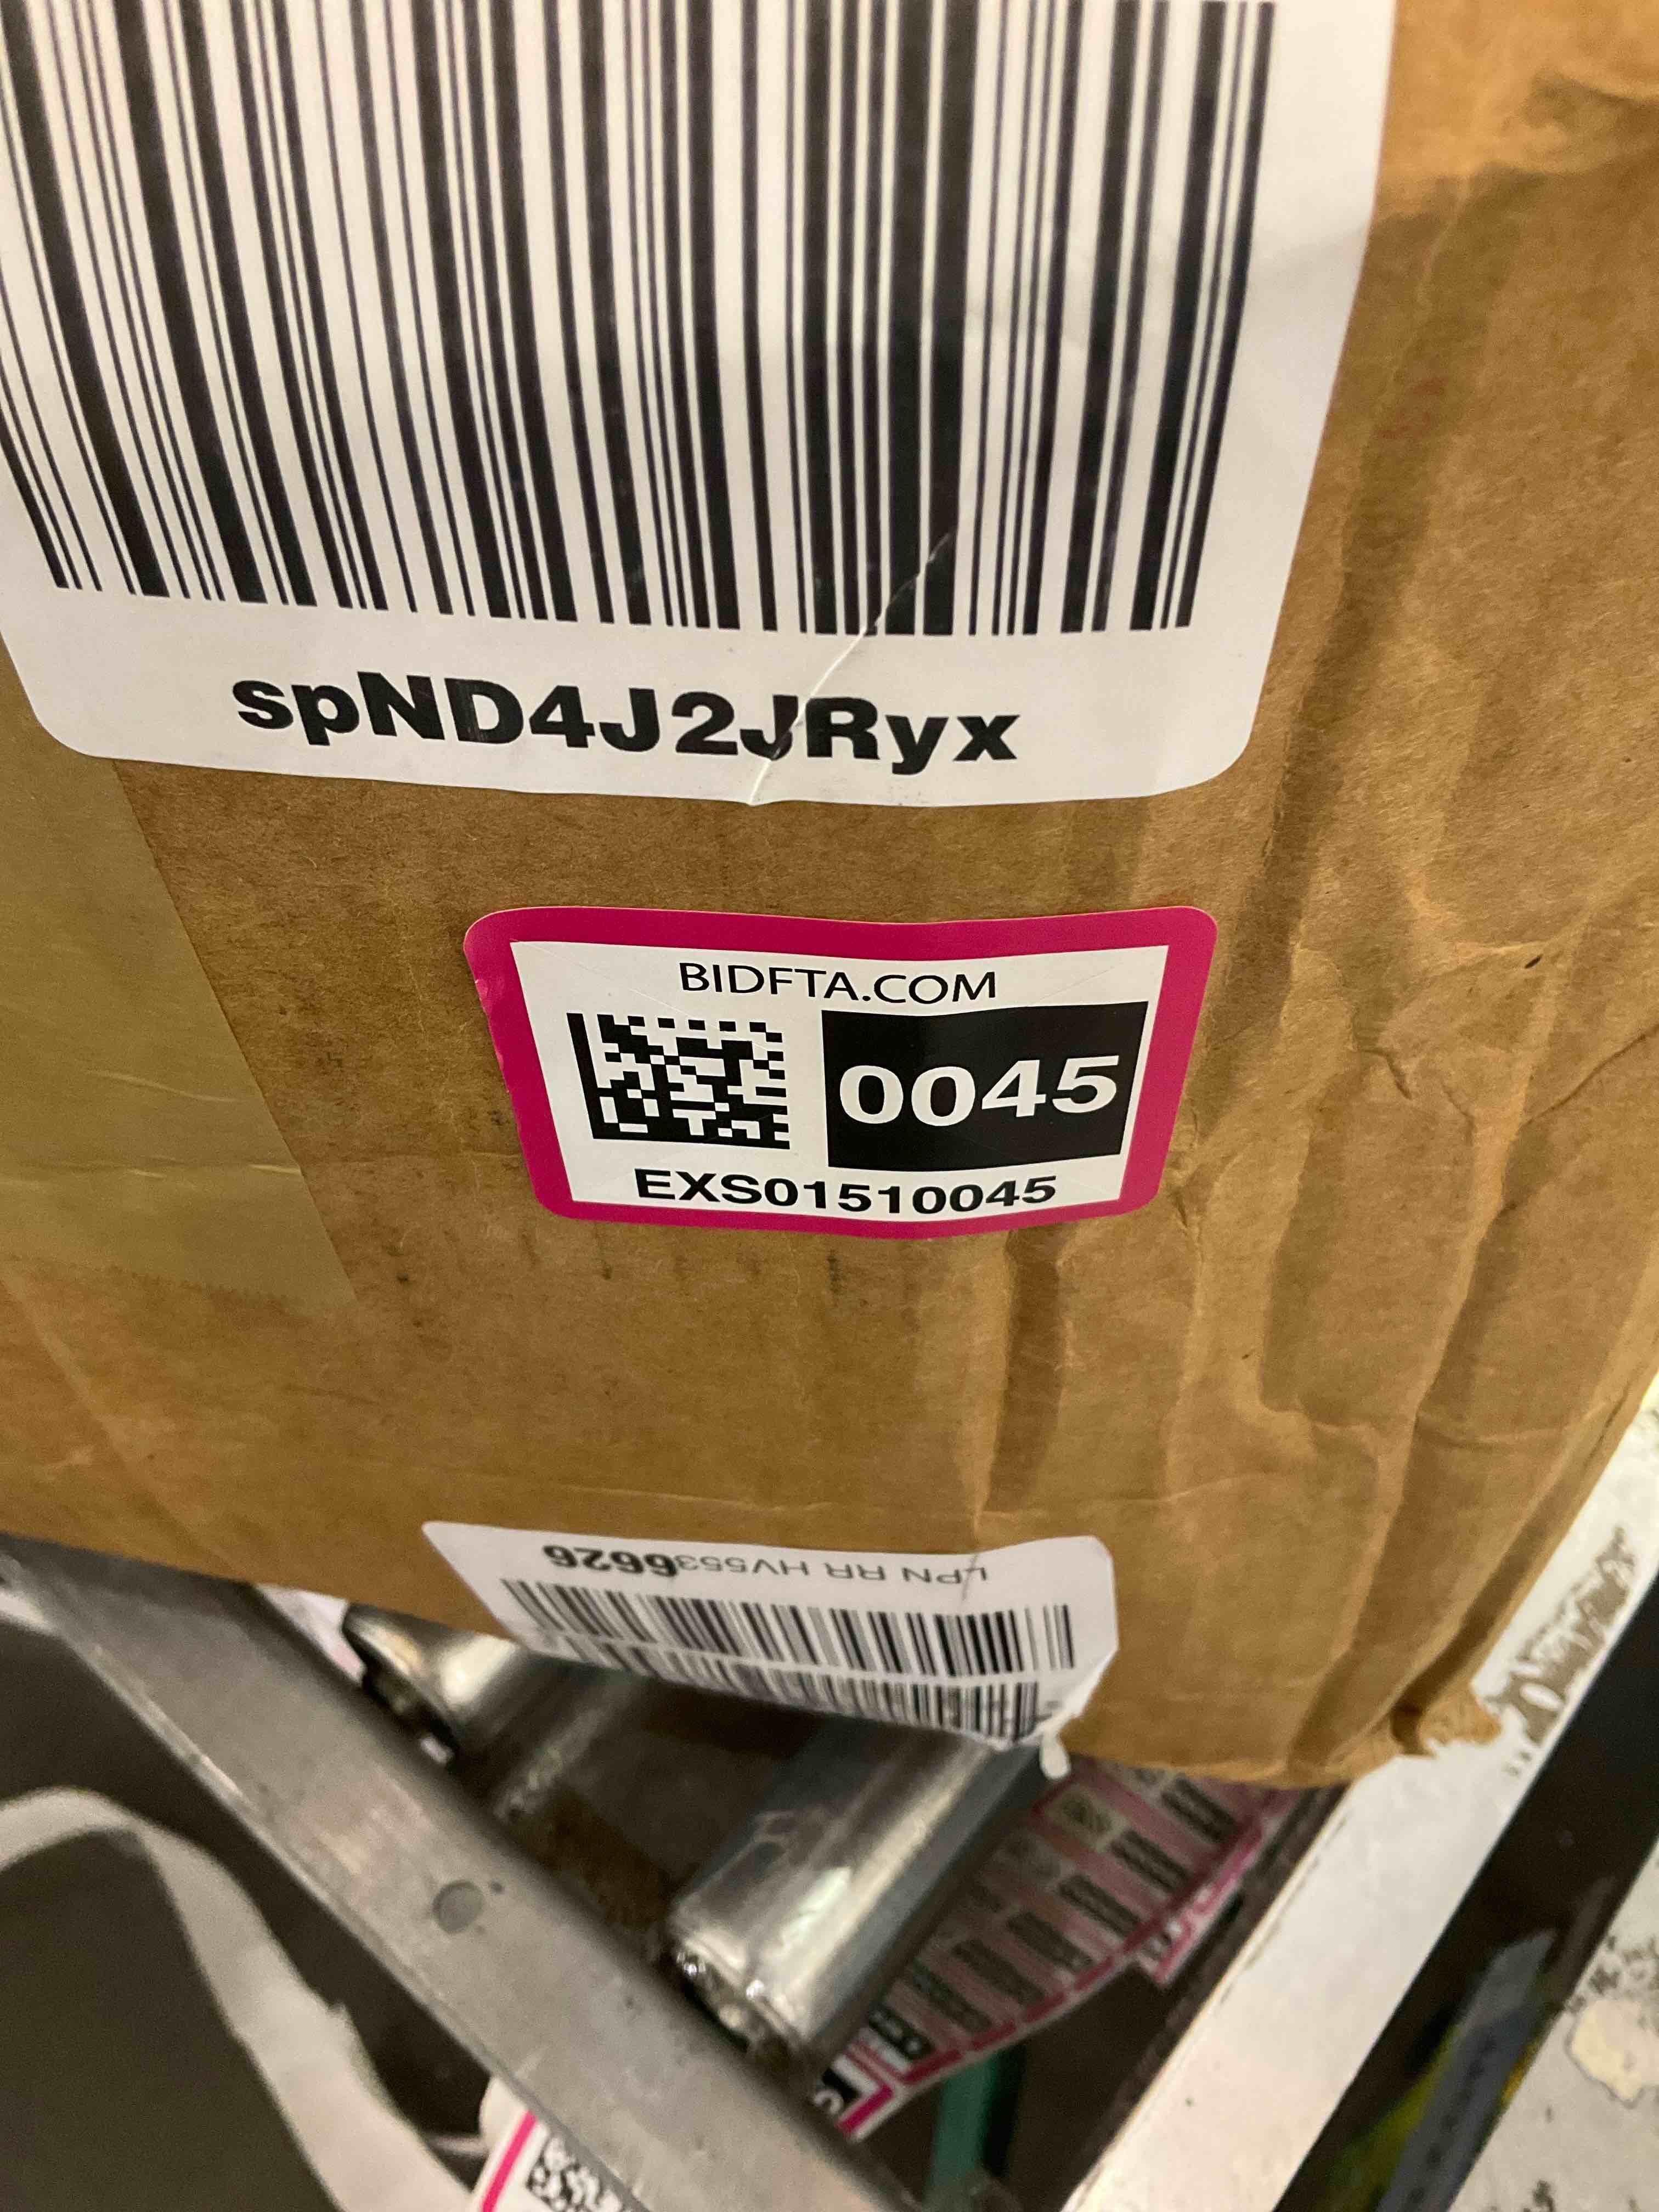 spND4J2JRyx
BIDFTA.COM
0045
EXS01510045
LPN RR HV5536626